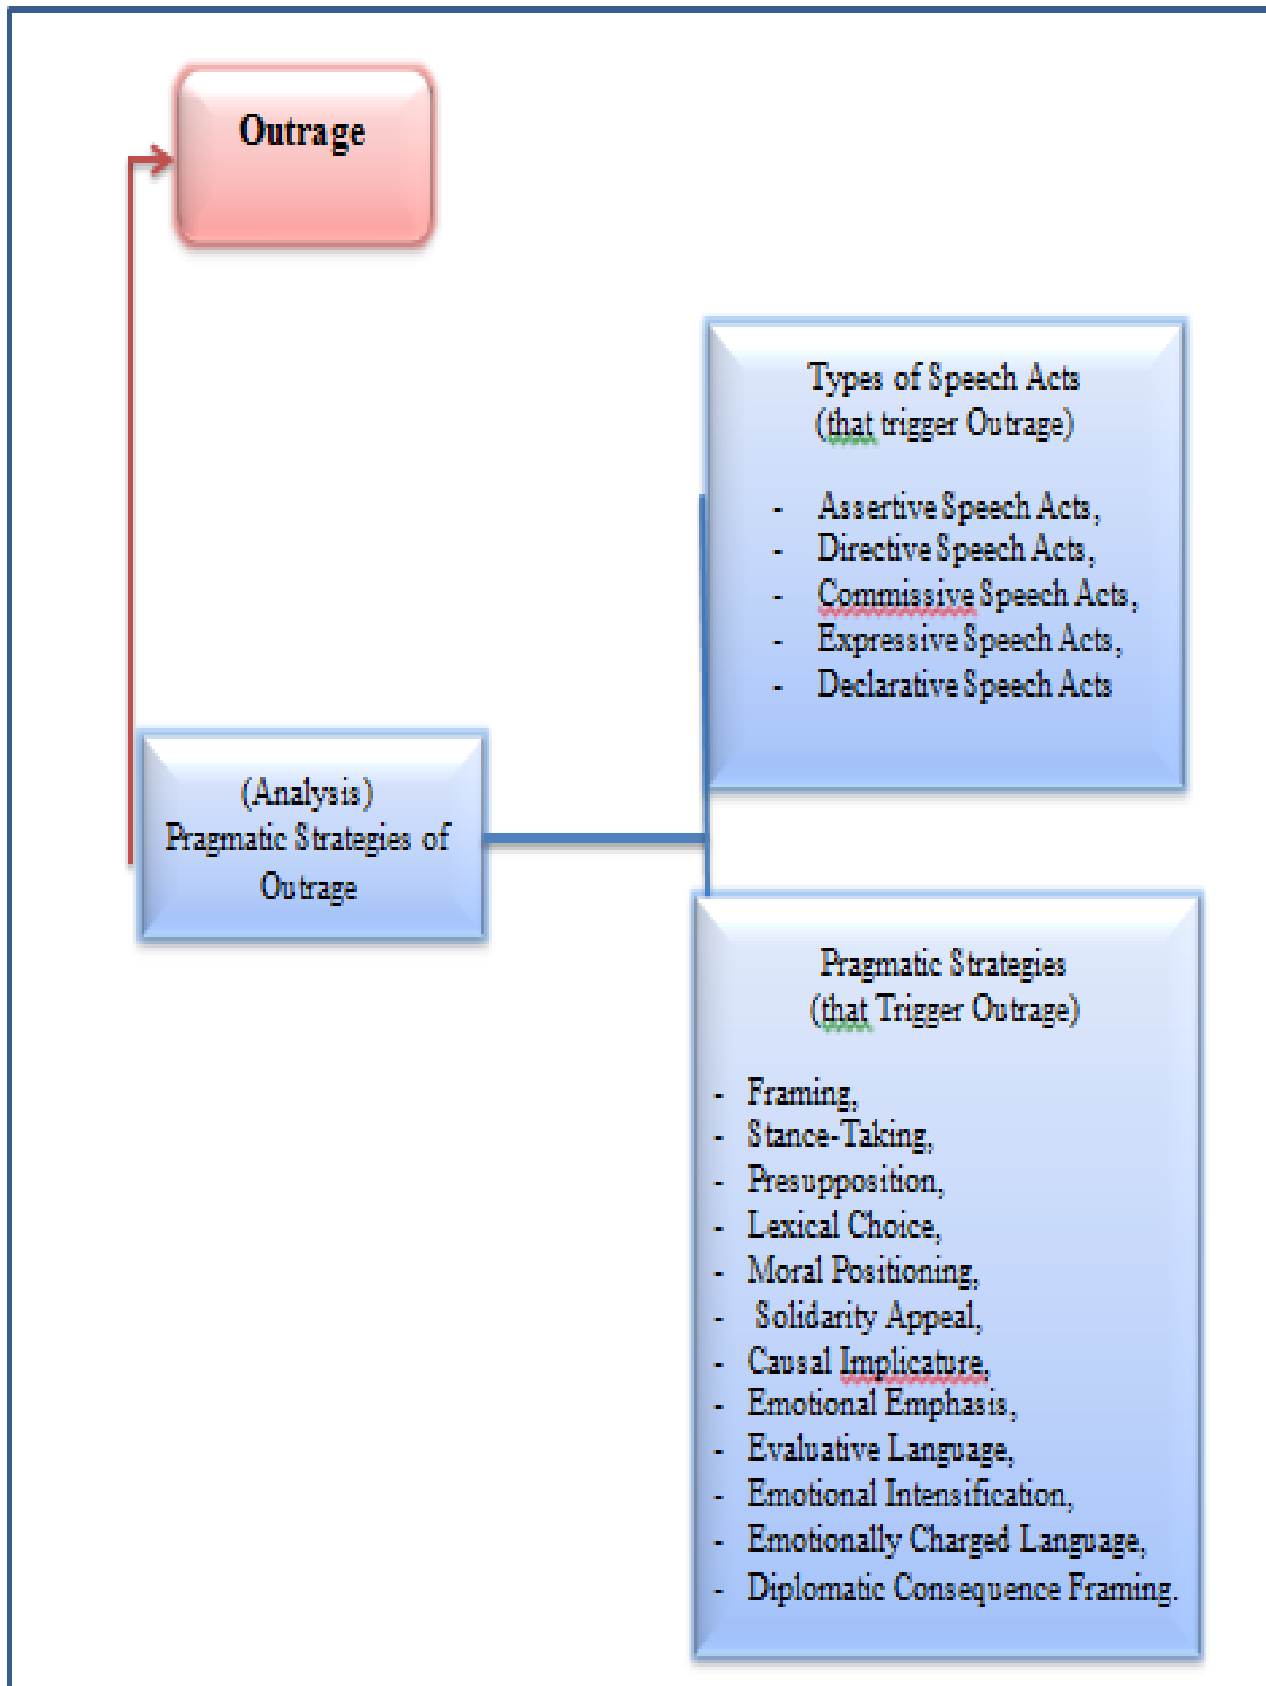 Outrage
Types of Speech Acts
(that trigger Outrage)
- Assertive Speech Acts,
- Directive Speech Acts,
- Commissive Speech Acts,
- Expressive Speech Acts,
- Declarative Speech Acts
(Analysis)
Pragmatic Strategies of
Outrage
Pragmatic Strategies
(that Trigger Outrage)
- Framing,
- Stance-Taking,
- Presupposition,
- Lexical Choice,
- Moral Positioning,
- Solidarity Appeal,
- Causal Implicature,
- Emotional Emphasis,
- Evaluative Language,
- Emotional Intensification,
- Emotionally Charged Language,
- Diplomatic Consequence Framing.